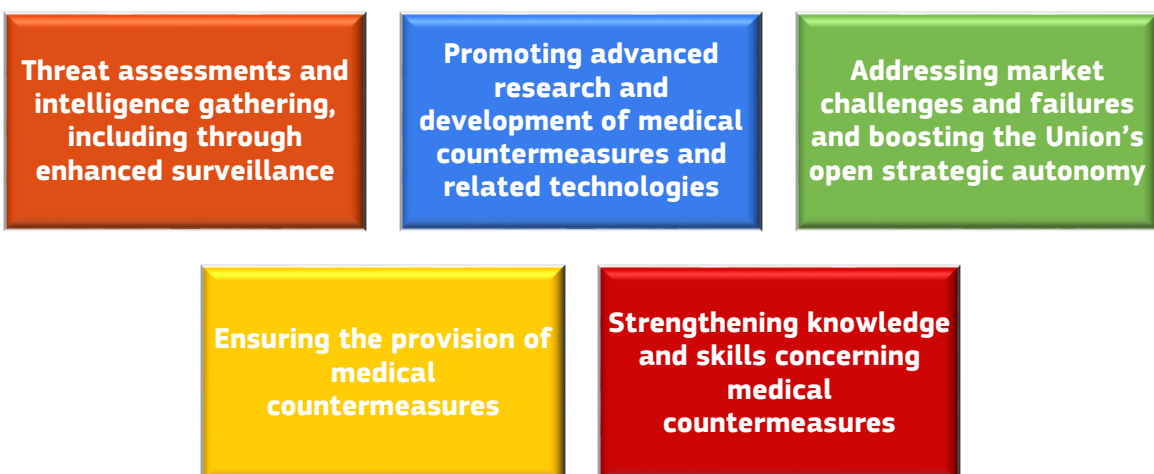 Threat assessments and
intelligence gathering,
including through
enhanced surveillance
Promoting advanced
research and
development of medical
countermeasures and
related technologies
Addressing market
challenges and failures
and boosting the Union's
open strategic autonomy
Ensuring the provision of
medical
countermeasures
Strengthening knowledge
and skills concerning
medical
countermeasures